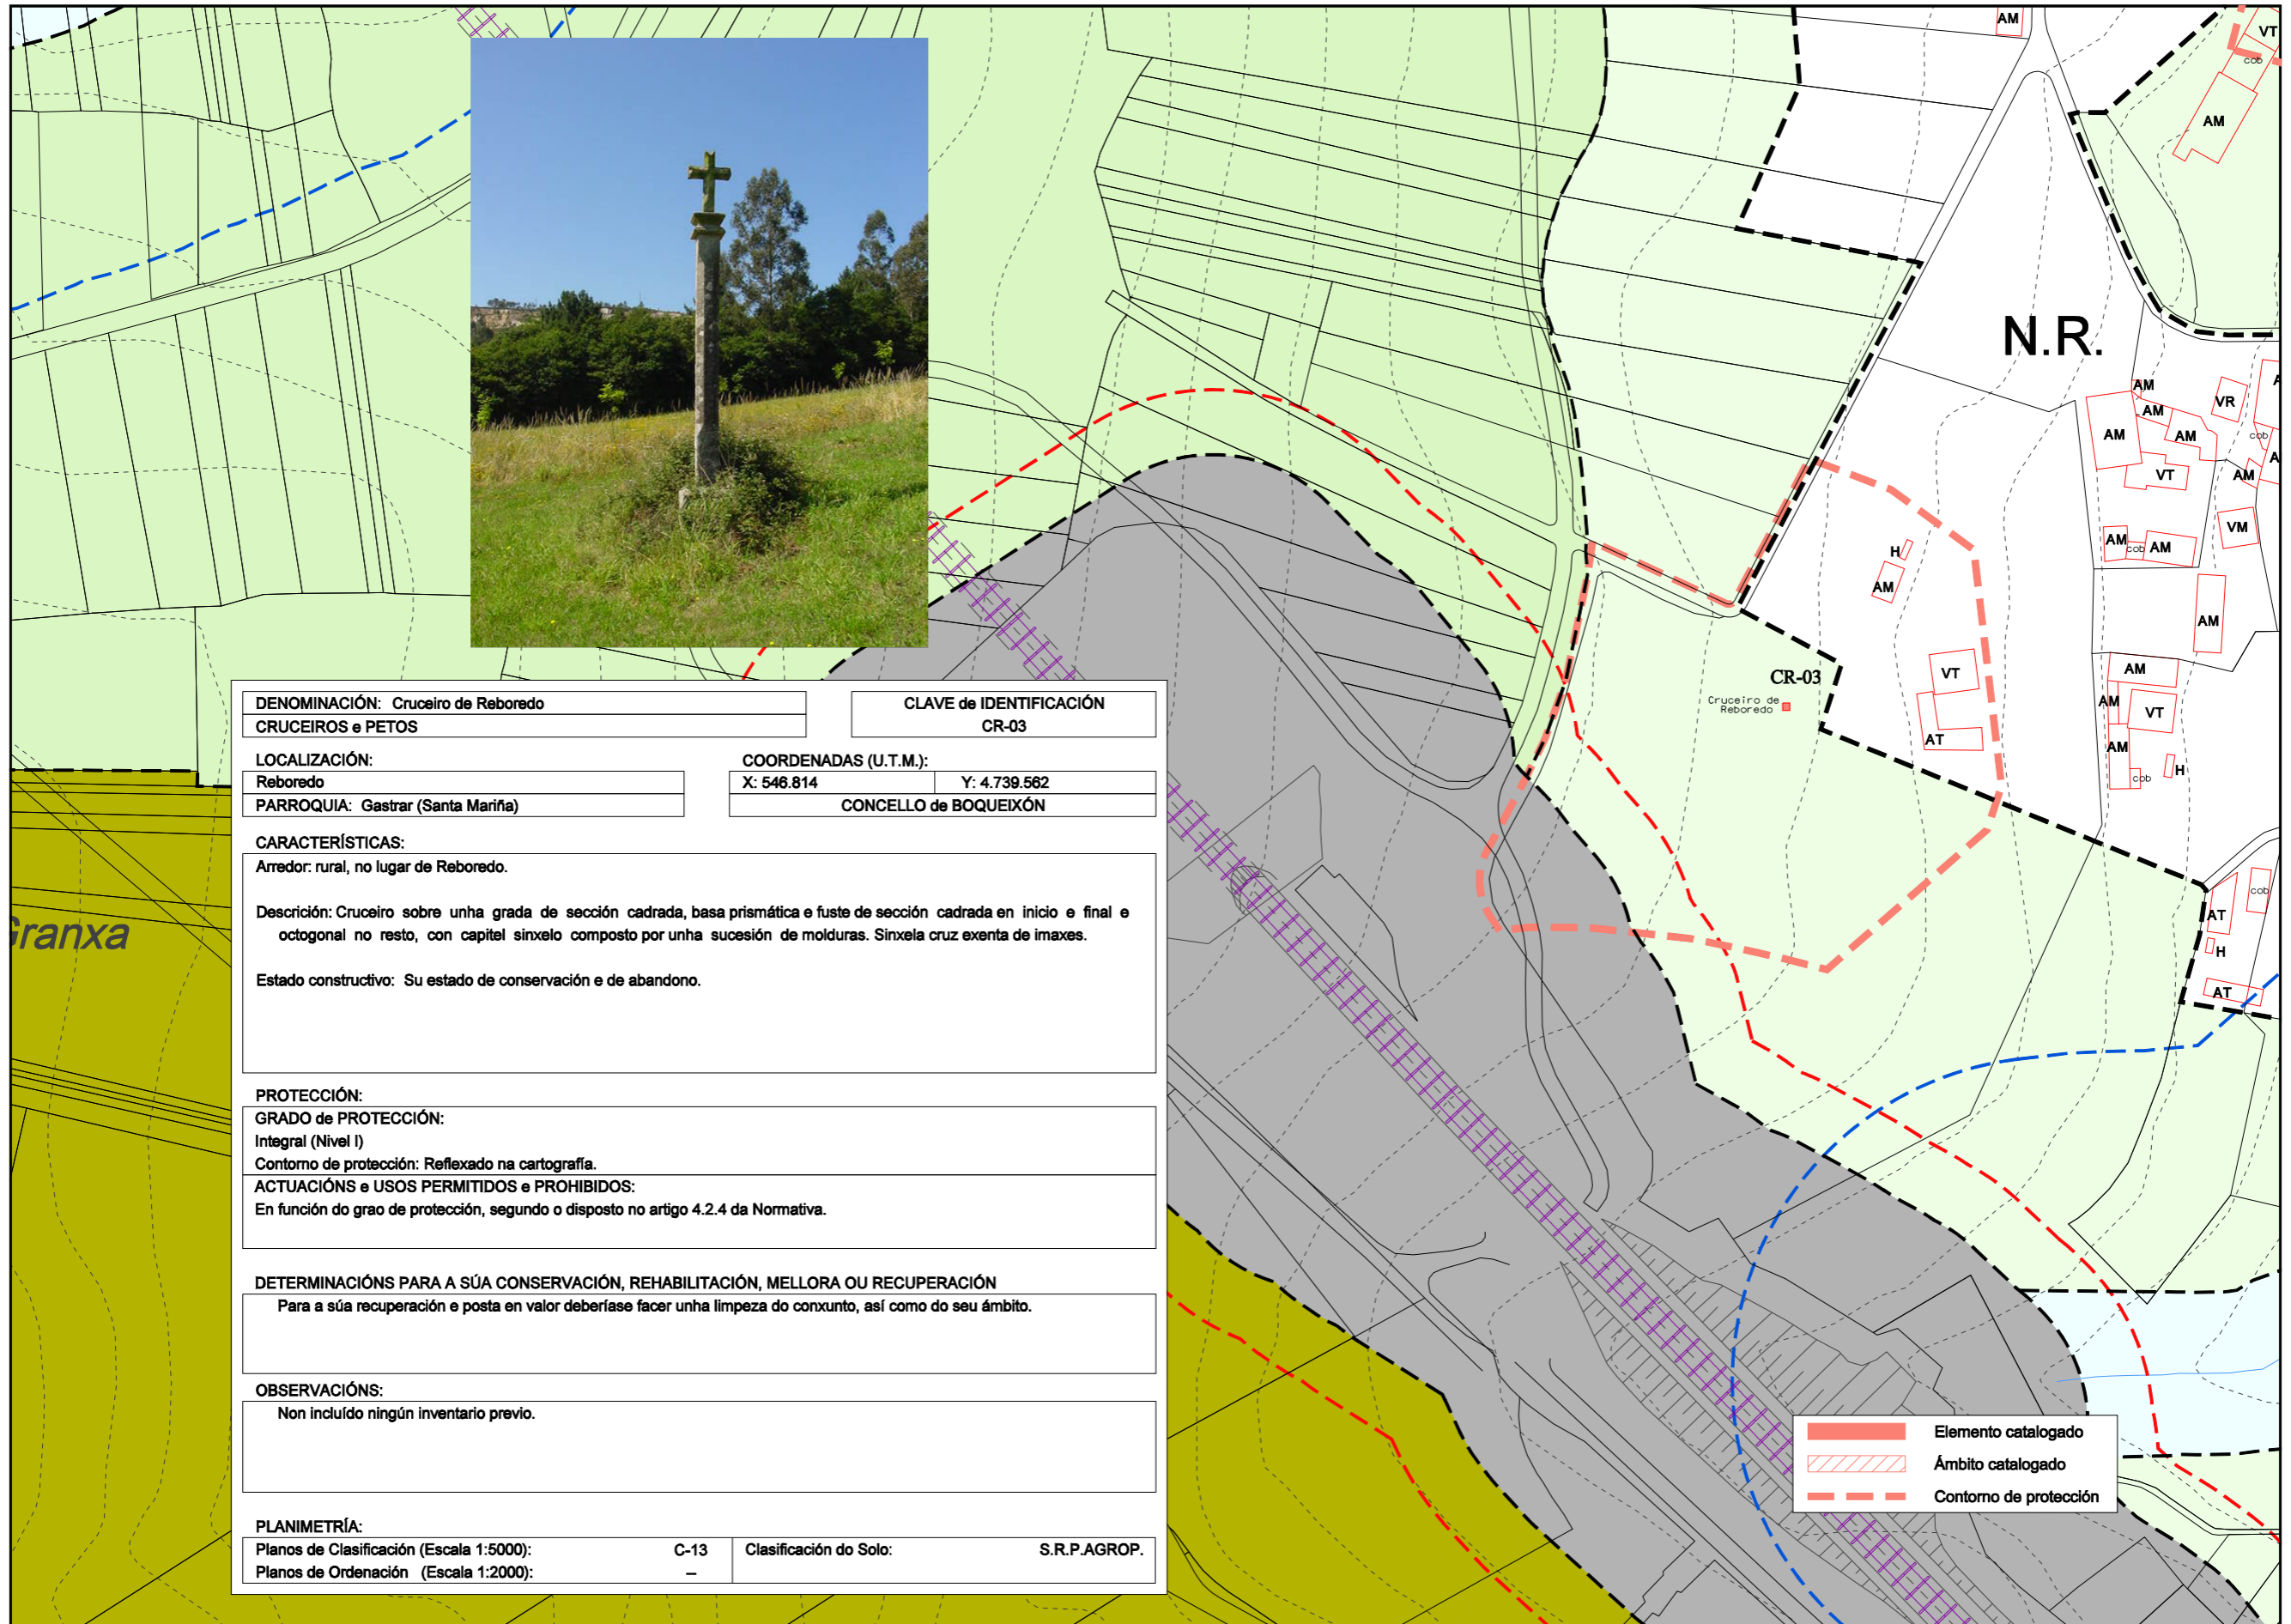 DENOMINACIÓN: Cruceiro de Reboredo
CRUCEIROS e PETOS
CLAVE de IDENTIFICACIÓN
CR-03
LOCALIZACIÓN:
Reboredo
PARROQUIA: Gastrar (Santa Mariña)
COORDENADAS (U.T.M.):
X: 546.814 Y: 4.739.562
CONCELLO de BOQUEIXÓN
CARACTERÍSTICAS:
Arredor: rural, no lugar de Reboredo.
Descrición: Cruceiro sobre unha grada de sección cadrada, basa prismática e fuste de sección cadrada en inicio e final e
octogonal no resto, con capitel sinxelo composto por unha sucesión de molduras. Sinxela cruz exenta de imaxes.
Estado constructivo: Su estado de conservación e de abandono.
PROTECCIÓN:
GRADO de PROTECCIÓN:
Integral (Nivel I)
Contorno de protección: Reflexado na cartografía.
ACTUACIÓNS e USOS PERMITIDOS e PROHIBIDOS:
En función do grao de protección, segundo o disposto no artigo 4.2.4 da Normativa.
DETERMINACIÓNS PARA A SÚA CONSERVACIÓN, REHABILITACIÓN, MELLORA OU RECUPERACIÓN
Para a súa recuperación e posta en valor deberíase facer unha limpeza do conxunto, así como do seu ámbito.
OBSERVACIÓNS:
Non incluído ningún inventario previo.
PLANIMETRÍA:
Planos de Clasificación (Escala 1:5000): C-13 Clasificación do Solo: S.R.P.AGROP.
Planos de Ordenación (Escala 1:2000): –
ranxa
AM
VT
cob
AM
N.R.
AM
VR
AM
A
AM
AM
cob
VT
AM
A
AM
cob
AM
VM
H
AM
AM
CR-03
Cruceiro de
Reboredo
VT
AT
AM
AM
VT
AM
cob
H
cob
AT
H
AT
Elemento catalogado
Ámbito catalogado
Contorno de protección